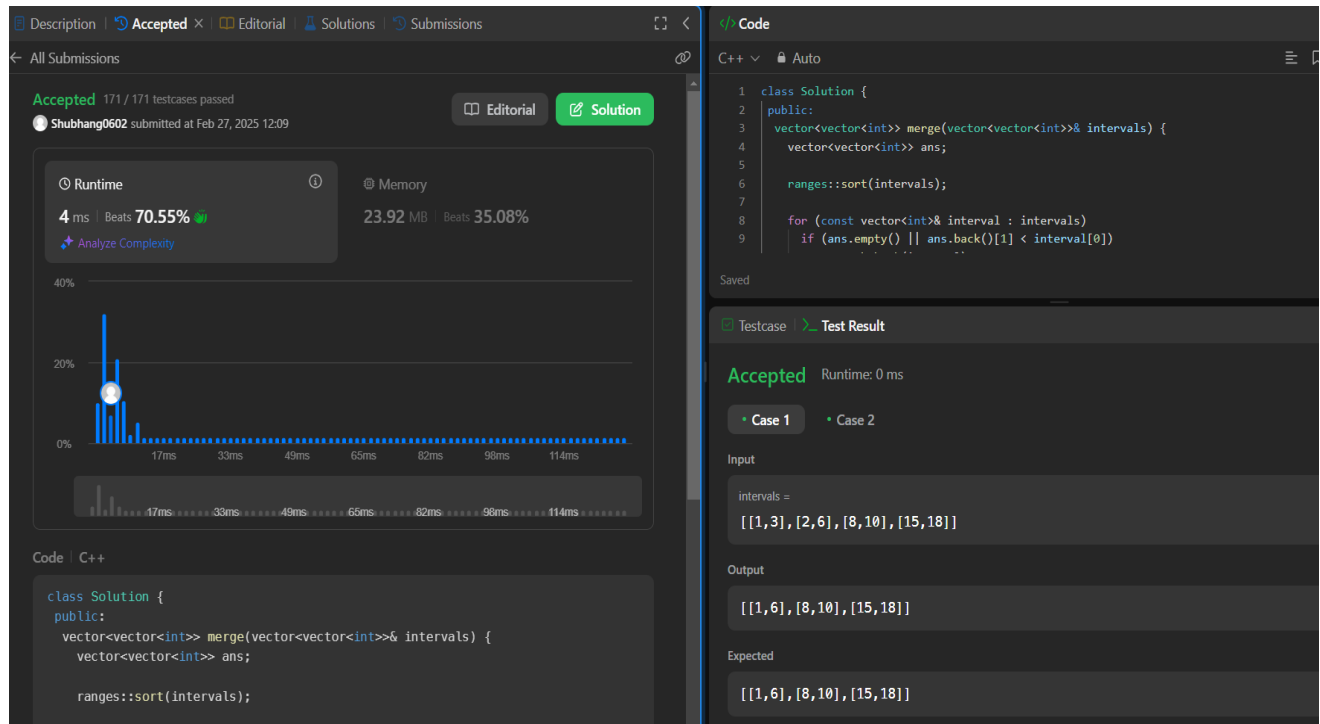 Description | Accepted × | Editorial | Solutions | Submissions
All Submissions
Accepted 171 / 171 testcases passed
Shubhang0602 submitted at Feb 27, 2025 12:09
Editorial
Solution
Runtime
4 ms | Beats 70.55%
Analyze Complexity
Memory
23.92 MB | Beats 35.08%
40%
20%
0%
17ms 33ms 49ms 65ms 82ms 98ms 114ms
17ms 33ms 49ms 65ms 82ms 98ms 114ms
Code | C++
class Solution {
public:
vector<vector<int>> merge(vector<vector<int>>& intervals) {
vector<vector<int>> ans;
ranges::sort(intervals);
</> Code
C++ Auto
1 class Solution {
2 public:
3 vector<vector<int>> merge(vector<vector<int>>& intervals) {
4 vector<vector<int>> ans;
5
6 ranges::sort(intervals);
7
8 for (const vector<int>& interval : intervals)
9 if (ans.empty() || ans.back()[1] < interval[0])
Saved
Testcase | >_ Test Result
Accepted Runtime: 0 ms
• Case 1 • Case 2
Input
intervals =
[[1,3],[2,6],[8,10],[15,18]]
Output
[[1,6],[8,10],[15,18]]
Expected
[[1,6],[8,10],[15,18]]